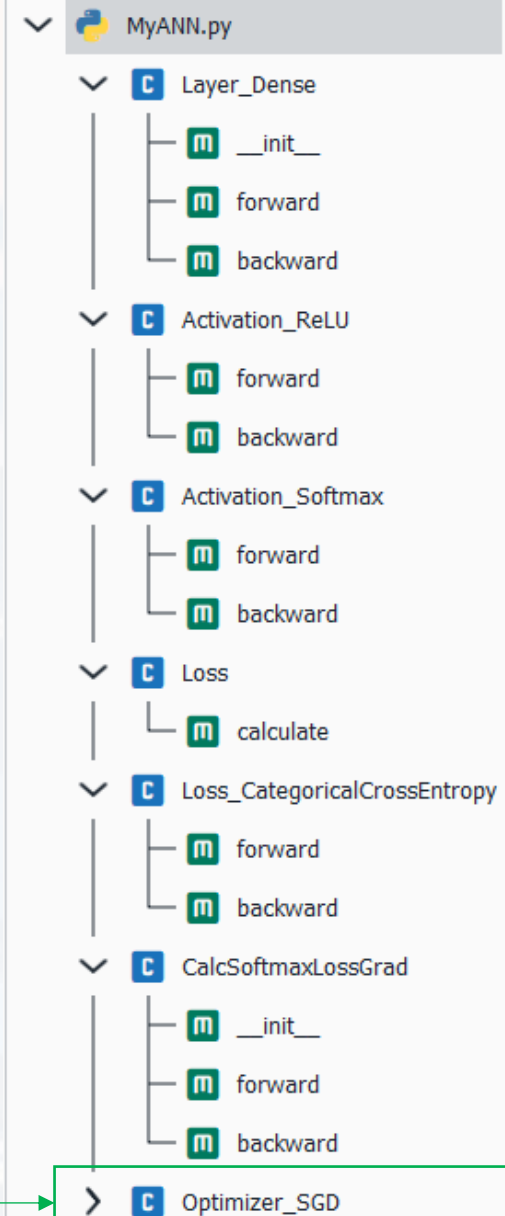 MyANN.py
C Layer_Dense
m __init__
m forward
m backward
C Activation_ReLU
m forward
m backward
C Activation_Softmax
m forward
m backward
C Loss
m calculate
C Loss_CategoricalCrossEntropy
m forward
m backward
C CalcSoftmaxLossGrad
m __init__
m forward
m backward
C Optimizer_SGD